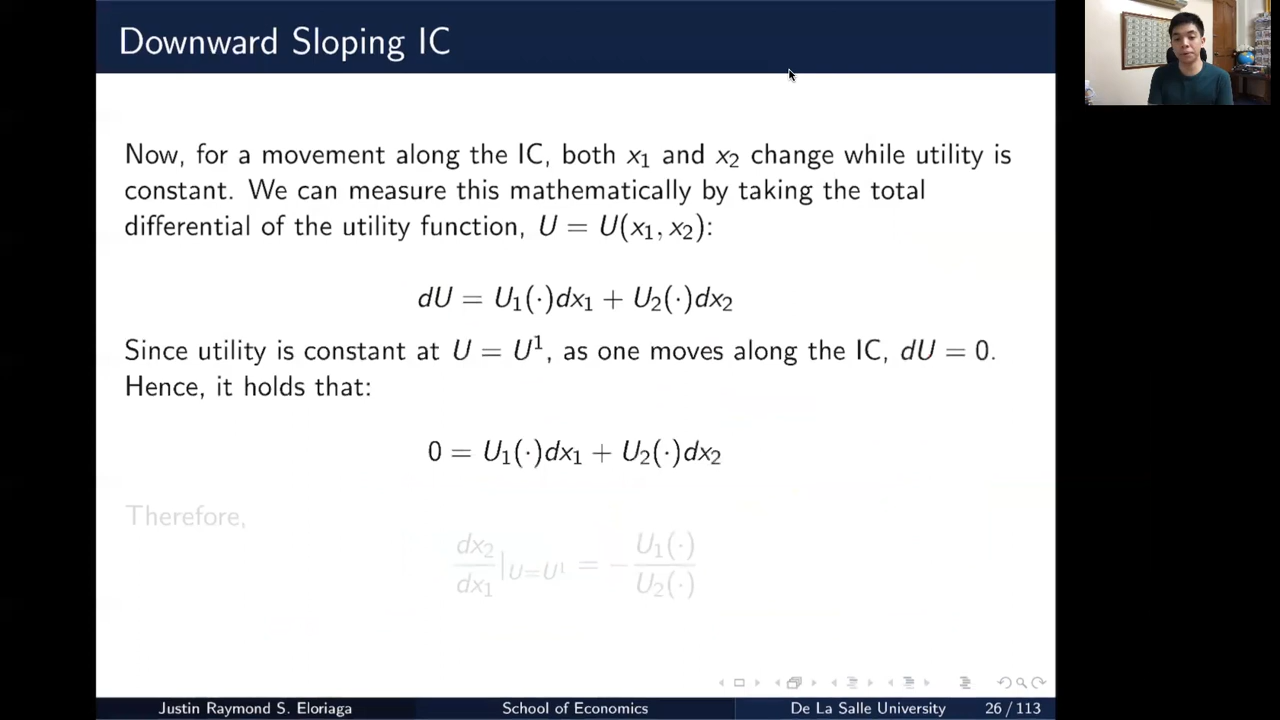 Downward Sloping IC
Now, for a movement along the IC, both x₁ and x₂ change while utility is
constant. We can measure this mathematically by taking the total
differential of the utility function, U = U(x₁, x₂):
dU = U₁(·)dx₁ + U₂(·)dx₂
Since utility is constant at U = U¹, as one moves along the IC, dU = 0.
Hence, it holds that:
0 = U₁(·)dx₁ + U₂(·)dx₂
Therefore,
dx₂/dx₁ |U=U¹ = − U₁(·)/U₂(·)
Justin Raymond S. Eloriaga School of Economics De La Salle University 26 / 113